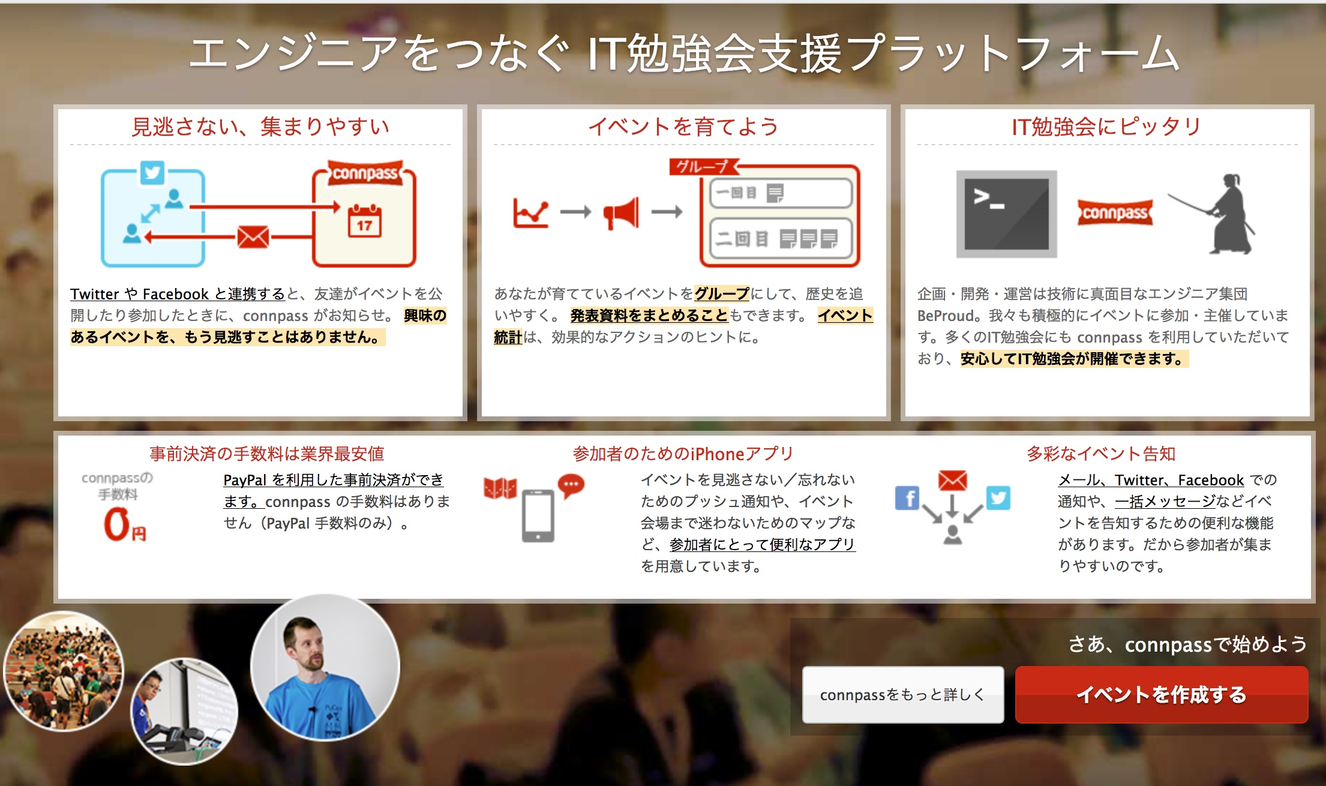 エンジニアをつなぐ IT勉強会支援プラットフォーム
見逃さない、集まりやすい
connpass
17
Twitter や Facebook と連携すると、友達がイベントを公
開したり参加したときに、connpass がお知らせ。 興味の
あるイベントを、もう見逃すことはありません。
イベントを育てよう
グループ
一回目
二回目
あなたが育てているイベントをグループにして、歴史を追
いやすく。 発表資料をまとめることもできます。 イベント
統計は、効果的なアクションのヒントに。
IT勉強会にピッタリ
>_
connpass
企画・開発・運営は技術に真面目なエンジニア集団
BeProud。我々も積極的にイベントに参加・主催していま
す。多くのIT勉強会にも connpass を利用していただいて
おり、安心してIT勉強会が開催できます。
事前決済の手数料は業界最安値
connpassの
手数料
0円
PayPal を利用した事前決済ができ
ます。connpass の手数料はありま
せん（PayPal 手数料のみ）。
参加者のためのiPhoneアプリ
イベントを見逃さない／忘れない
ためのプッシュ通知や、イベント
会場まで迷わないためのマップな
ど、参加者にとって便利なアプリ
を用意しています。
多彩なイベント告知
f
メール、Twitter、Facebook での
通知や、一括メッセージなどイベ
ントを告知するための便利な機能
があります。だから参加者が集ま
りやすいのです。
さあ、connpassで始めよう
connpassをもっと詳しく
イベントを作成する